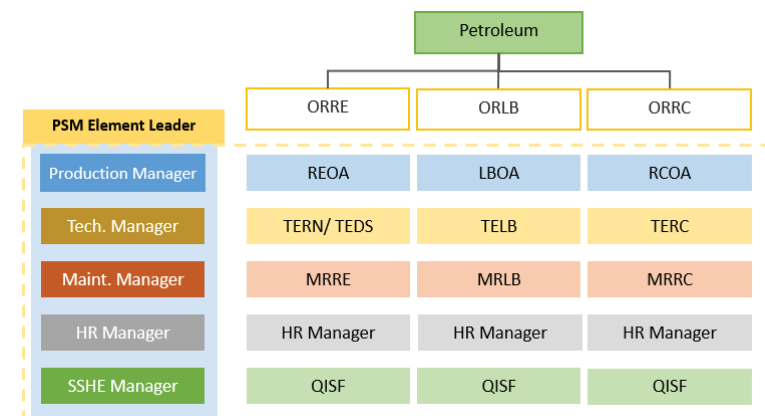 Petroleum
ORRE ORLB ORRC
PSM Element Leader
Production Manager REOA LBOA RCOA
Tech. Manager TERN/ TEDS TELB TERC
Maint. Manager MRRE MRLB MRRC
HR Manager HR Manager HR Manager HR Manager
SSHE Manager QISF QISF QISF